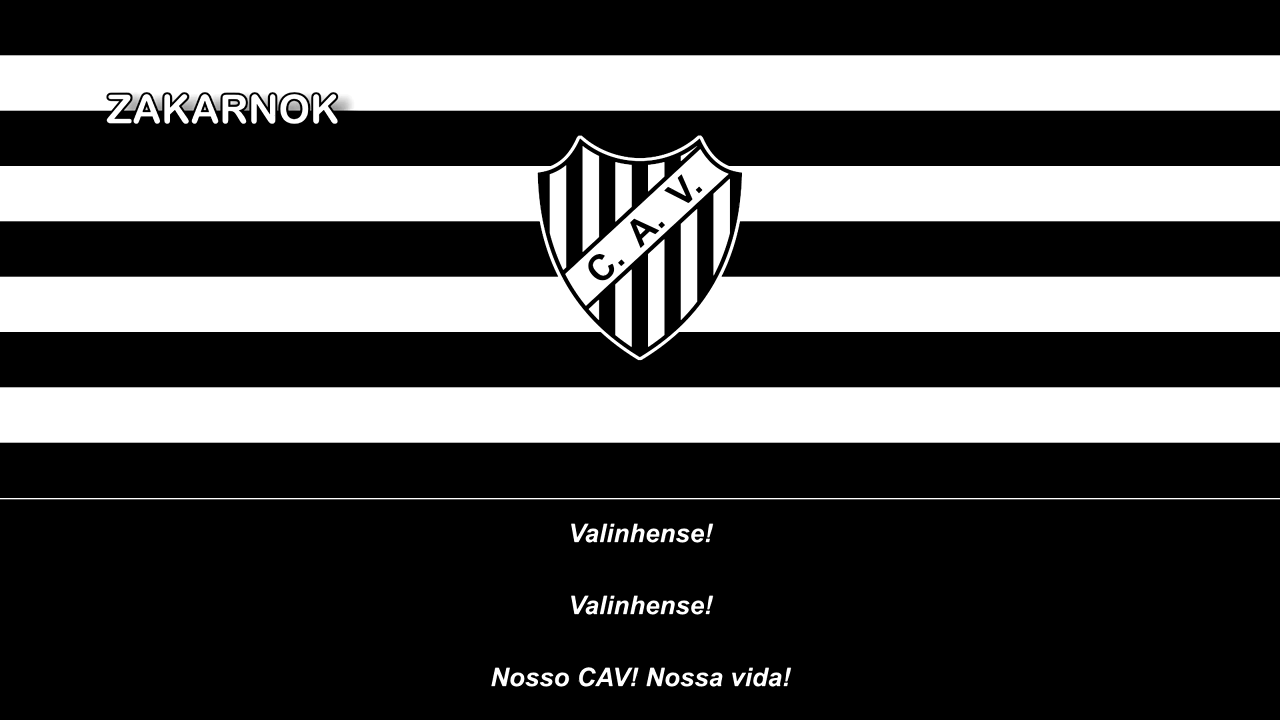 ZAKARNOK
C. A. V.
Valinhense!
Valinhense!
Nosso CAV! Nossa vida!